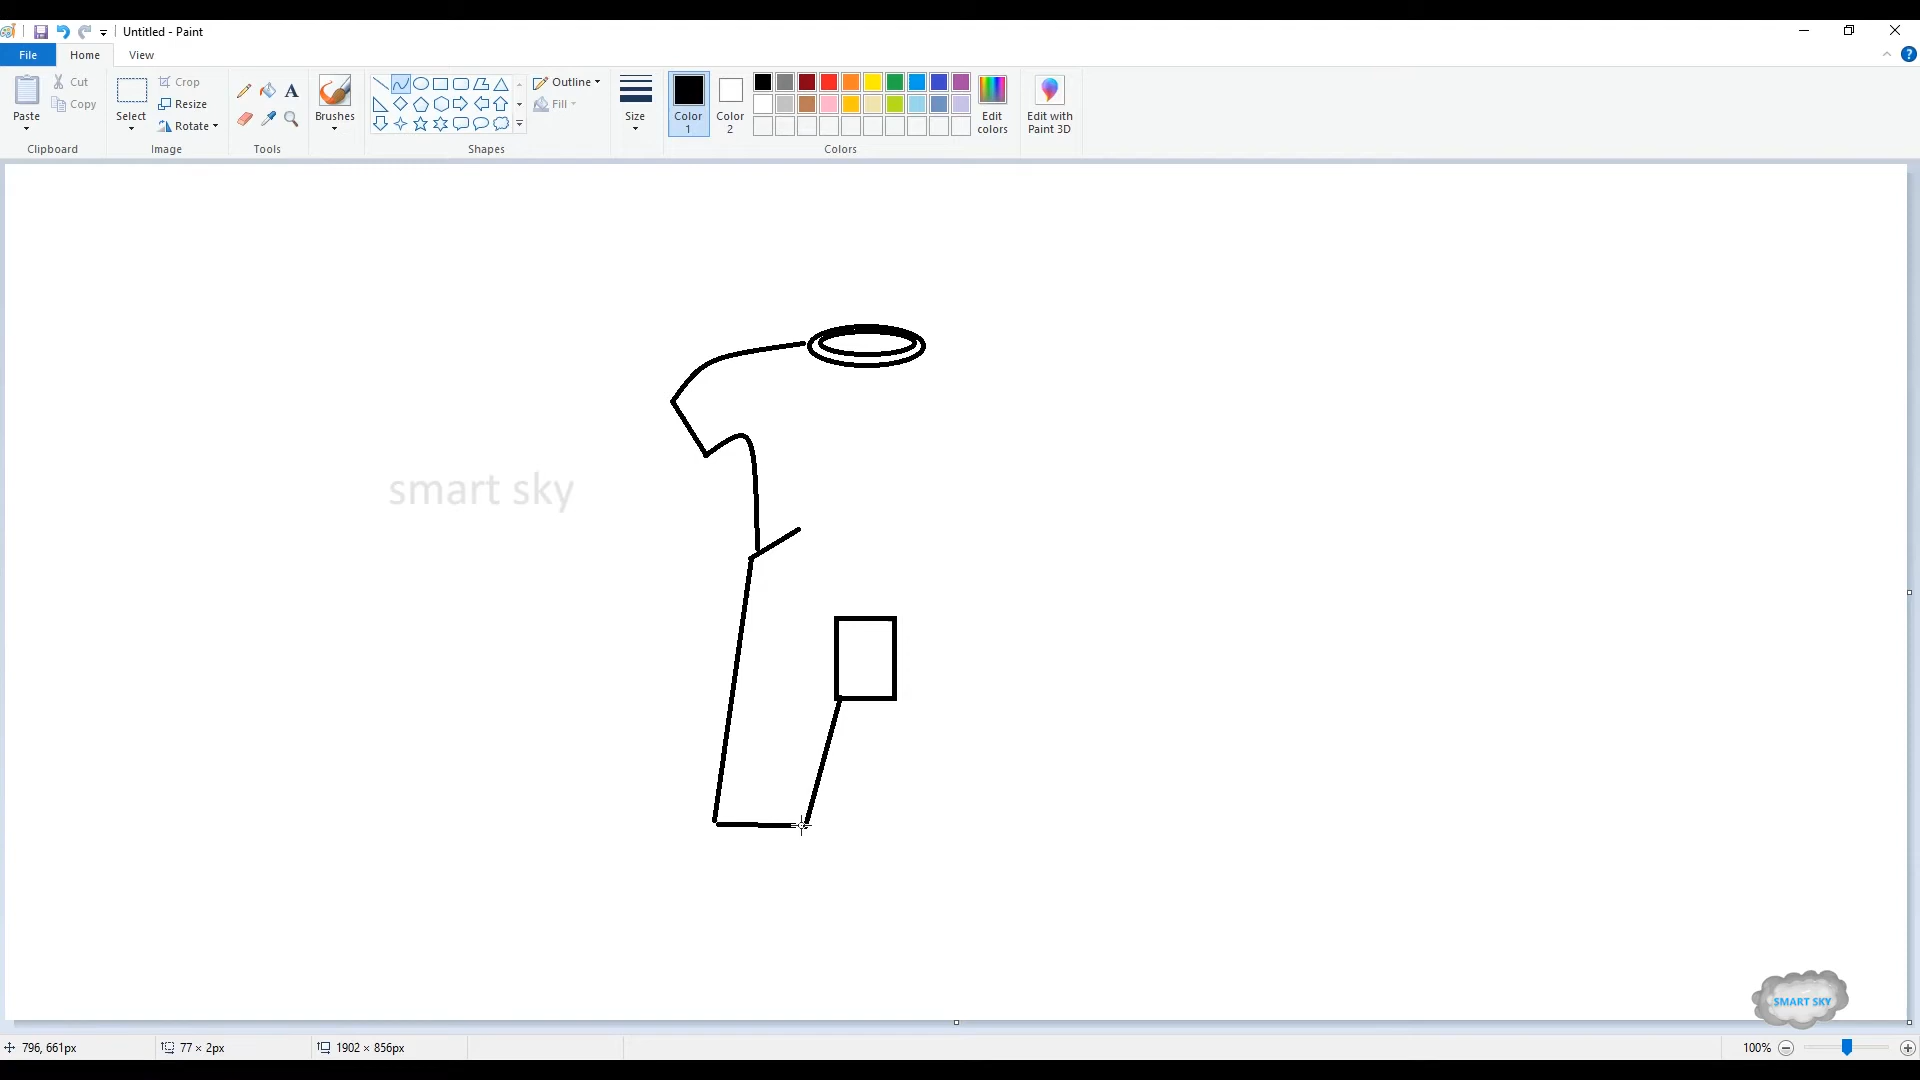 Untitled - Paint
File Home View
Paste
Cut
Copy
Clipboard
Select
Crop
Resize
Rotate
Image
Tools
Brushes
Shapes
Outline
Fill
Size
Color 1
Color 2
Colors
Edit colors
Edit with Paint 3D
smart sky
SMART SKY
796, 661px
77 × 2px
1902 × 856px
100%